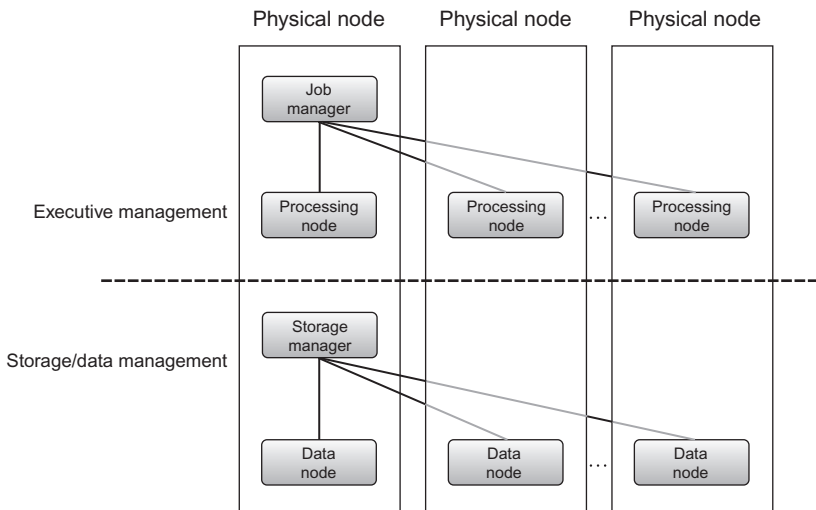 Physical node Physical node Physical node
Job
manager
Executive management
Processing
node
Processing
node
...
Processing
node
Storage
manager
Storage/data management
Data
node
Data
node
...
Data
node